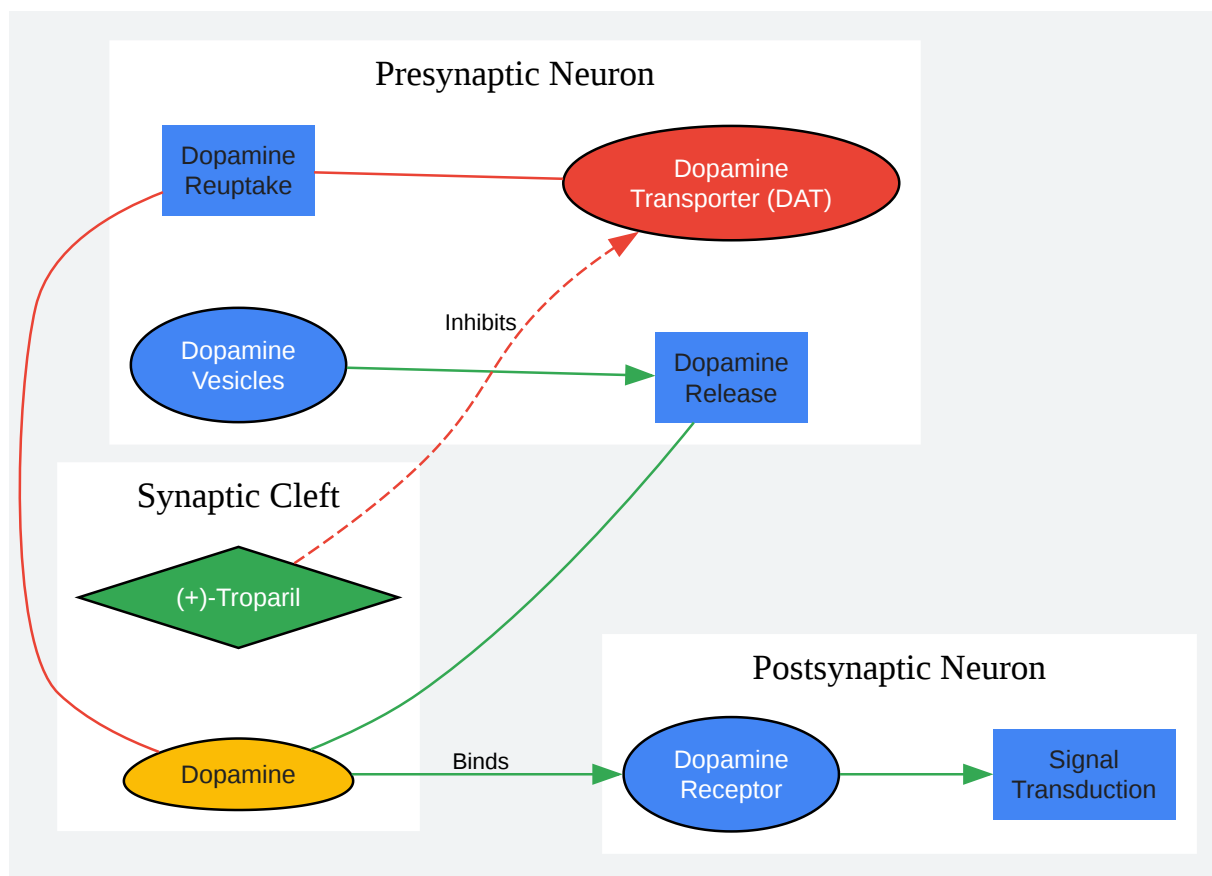 Presynaptic Neuron
Dopamine
Reuptake
Dopamine
Transporter (DAT)
Inhibits
Dopamine
Vesicles
Dopamine
Release
Synaptic Cleft
(+)-Troparil
Dopamine
Binds
Postsynaptic Neuron
Dopamine
Receptor
Signal
Transduction